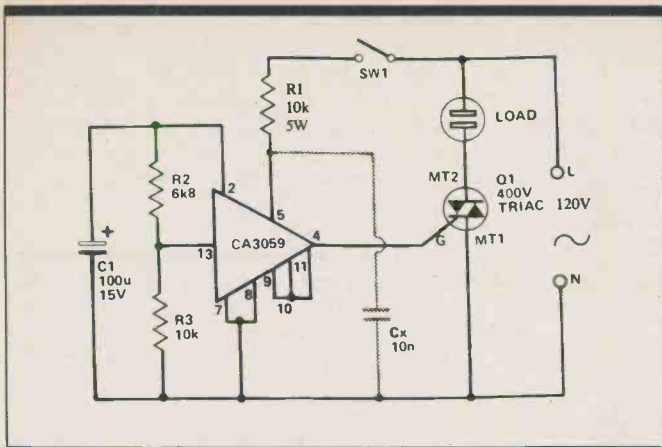 SW1
R1
10k
5W
LOAD
R2
6k8
MT2
Q1
400V
TRIAC
L
120V
2
5
4
CA3059
G
MT1
13
+
C1
100u
15V
11
9
10
8
7
R3
10k
Cx
10n
N